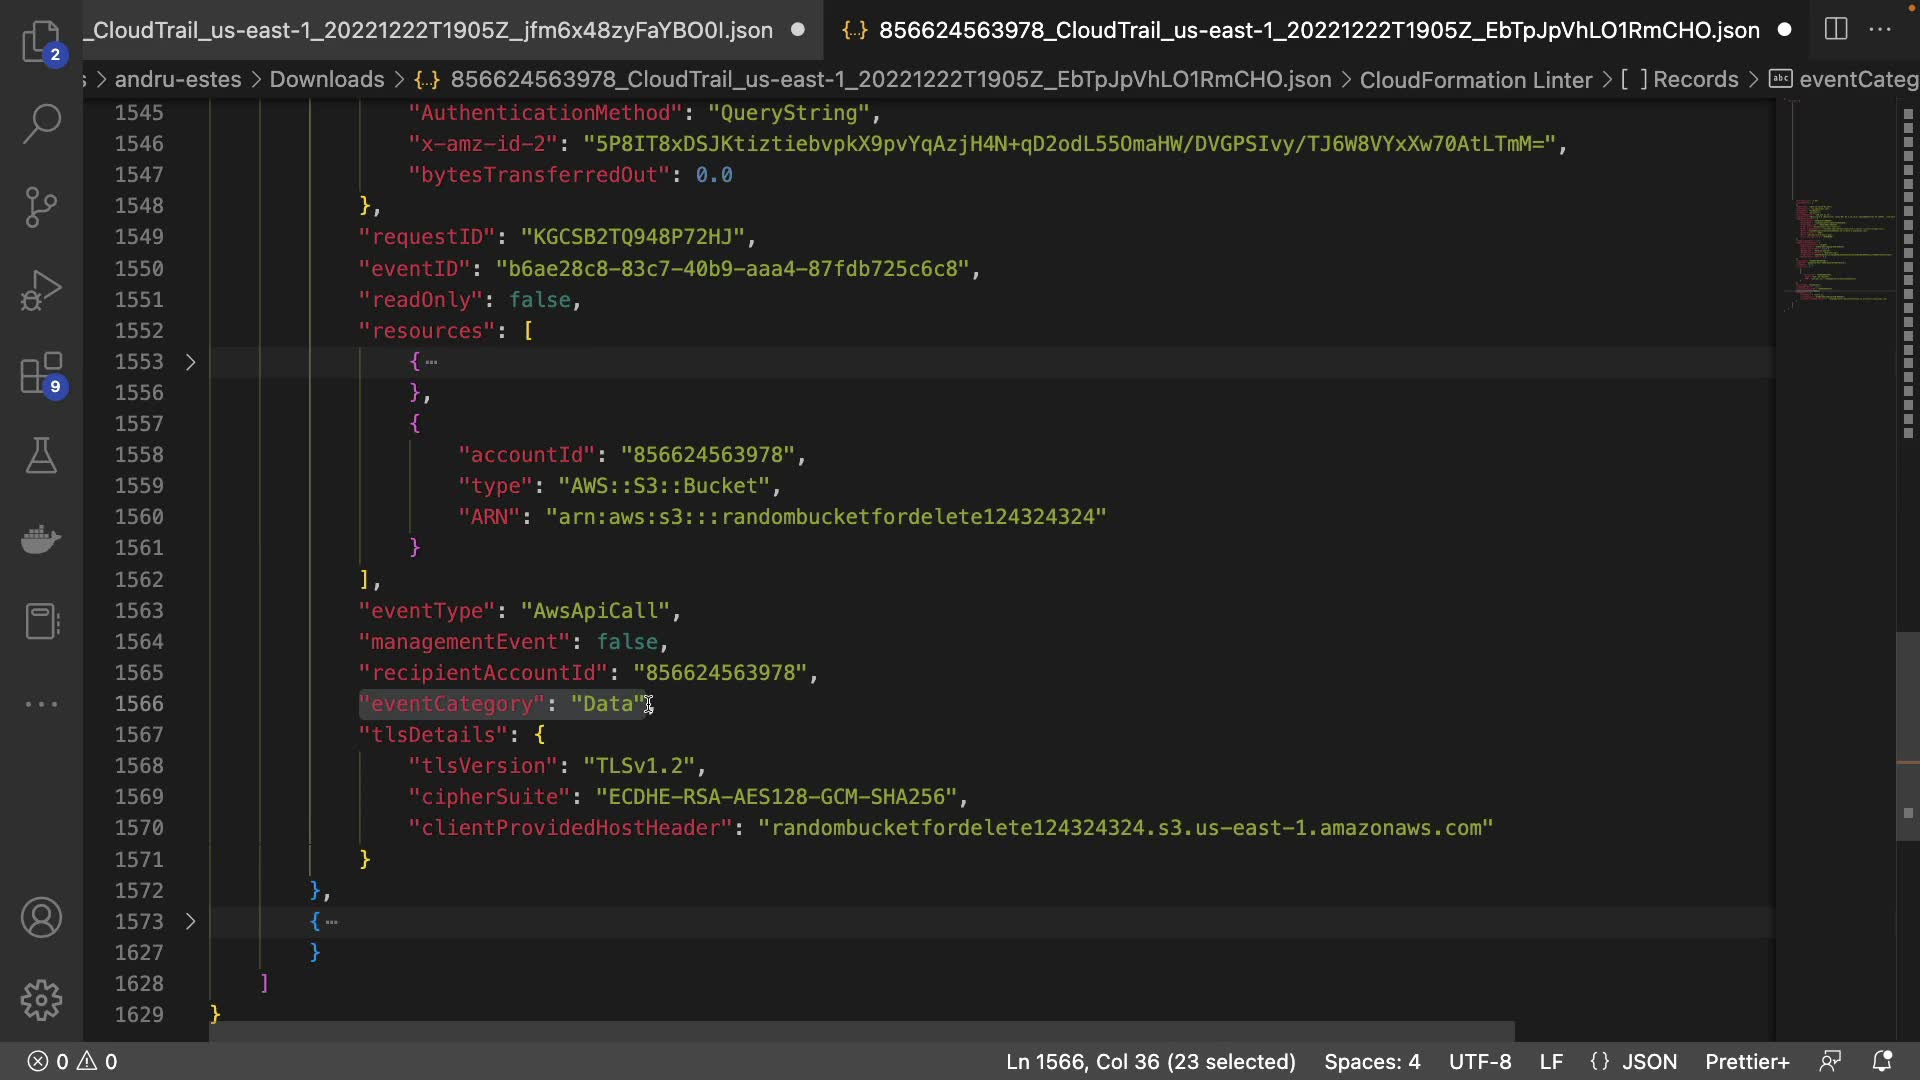 _CloudTrail_us-east-1_20221222T1905Z_jfm6x48zyFaYBO0I.json
{..} 856624563978_CloudTrail_us-east-1_20221222T1905Z_EbTpJpVhLO1RmCHO.json
2
s > andru-estes > Downloads > {..} 856624563978_CloudTrail_us-east-1_20221222T1905Z_EbTpJpVhLO1RmCHO.json > CloudFormation Linter > [ ] Records > abc eventCateg
1545 "AuthenticationMethod": "QueryString",
1546 "x-amz-id-2": "5P8IT8xDSJKtiztiebvpkX9pvYqAzjH4N+qD2odL55OmaHW/DVGPSIvy/TJ6W8VYxXw70AtLTmM=",
1547 "bytesTransferredOut": 0.0
1548 },
1549 "requestID": "KGCSB2TQ948P72HJ",
1550 "eventID": "b6ae28c8-83c7-40b9-aaa4-87fdb725c6c8",
1551 "readOnly": false,
1552 "resources": [
1553 > { ...
9
1556 },
1557 {
1558 "accountId": "856624563978",
1559 "type": "AWS::S3::Bucket",
1560 "ARN": "arn:aws:s3:::randombucketfordelete124324324"
1561 }
1562 ],
1563 "eventType": "AwsApiCall",
1564 "managementEvent": false,
1565 "recipientAccountId": "856624563978",
1566 "eventCategory": "Data",
1567 "tlsDetails": {
1568 "tlsVersion": "TLSv1.2",
1569 "cipherSuite": "ECDHE-RSA-AES128-GCM-SHA256",
1570 "clientProvidedHostHeader": "randombucketfordelete124324324.s3.us-east-1.amazonaws.com"
1571 }
1572 },
1573 > { ...
1627 }
1628 ]
1629 }
0 0 Ln 1566, Col 36 (23 selected) Spaces: 4 UTF-8 LF {} JSON Prettier+